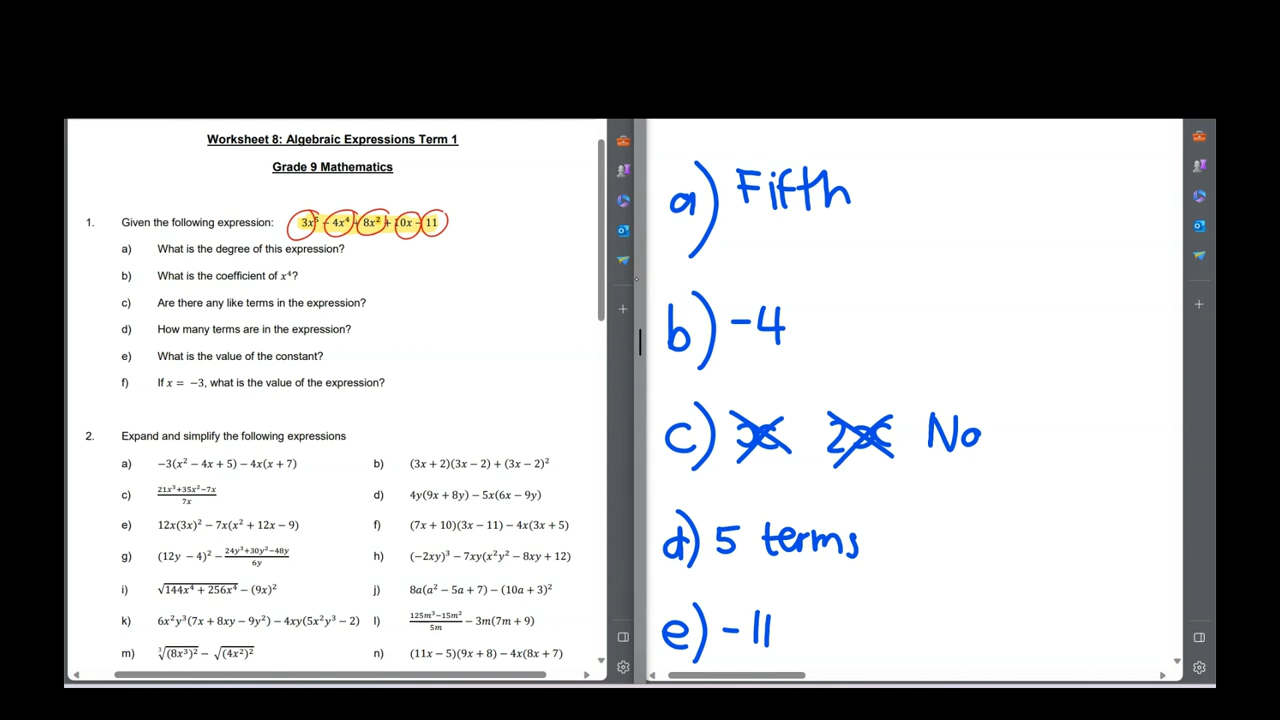 Worksheet 8: Algebraic Expressions Term 1
Grade 9 Mathematics
1. Given the following expression: 3x⁵ − 4x⁴ + 8x² + 10x − 11
a) What is the degree of this expression?
b) What is the coefficient of x⁴?
c) Are there any like terms in the expression?
d) How many terms are in the expression?
e) What is the value of the constant?
f) If x = −3, what is the value of the expression?
2. Expand and simplify the following expressions
a) −3(x² − 4x + 5) − 4x(x + 7) b) (3x + 2)(3x − 2) + (3x − 2)²
c) (21x³+35x²−7x)/7x d) 4y(9x + 8y) − 5x(6x − 9y)
e) 12x(3x)² − 7x(x² + 12x − 9) f) (7x + 10)(3x − 11) − 4x(3x + 5)
g) (12y − 4)² − (24y³+30y²−48y)/6y h) (−2xy)³ − 7xy(x²y² − 8xy + 12)
i) √(144x⁴ + 256x⁴) − (9x)² j) 8a(a² − 5a + 7) − (10a + 3)²
k) 6x²y³(7x + 8xy − 9y²) − 4xy(5x²y³ − 2) l) (125m³−15m²)/5m − 3m(7m + 9)
m) ∛(8x³)² − √(4x²)² n) (11x − 5)(9x + 8) − 4x(8x + 7)
a) Fifth
b) -4
c) x 2x No
d) 5 terms
e) -11